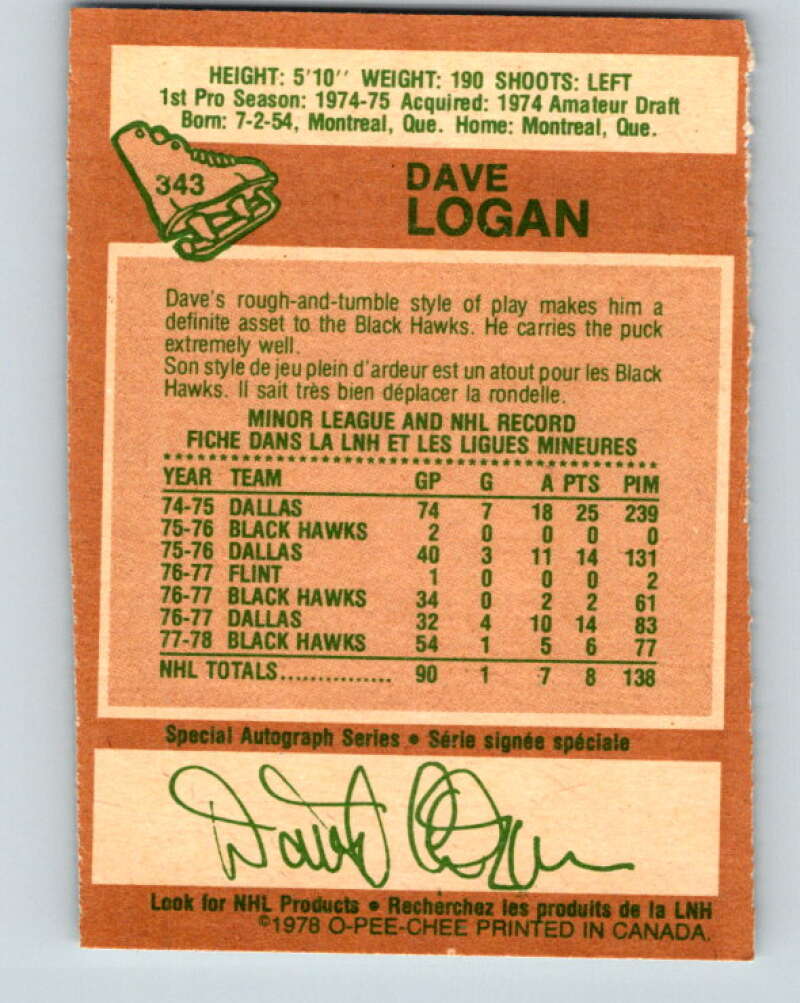 HEIGHT: 5'10'' WEIGHT: 190 SHOOTS: LEFT
1st Pro Season: 1974-75 Acquired: 1974 Amateur Draft
Born: 7-2-54, Montreal, Que. Home: Montreal, Que.
343
DAVE
LOGAN
Dave's rough-and-tumble style of play makes him a
definite asset to the Black Hawks. He carries the puck
extremely well.
Son style de jeu plein d'ardeur est un atout pour les Black
Hawks. Il sait très bien déplacer la rondelle.
MINOR LEAGUE AND NHL RECORD
FICHE DANS LA LNH ET LES LIGUES MINEURES
YEAR TEAM GP G A PTS PIM
74-75 DALLAS 74 7 18 25 239
75-76 BLACK HAWKS 2 0 0 0 0
75-76 DALLAS 40 3 11 14 131
76-77 FLINT 1 0 0 0 2
76-77 BLACK HAWKS 34 0 2 2 61
76-77 DALLAS 32 4 10 14 83
77-78 BLACK HAWKS 54 1 5 6 77
NHL TOTALS............... 90 1 7 8 138
Special Autograph Series • Série signée spéciale
David Logan
Look for NHL Products • Recherchez les produits de la LNH
©1978 O-PEE-CHEE PRINTED IN CANADA.